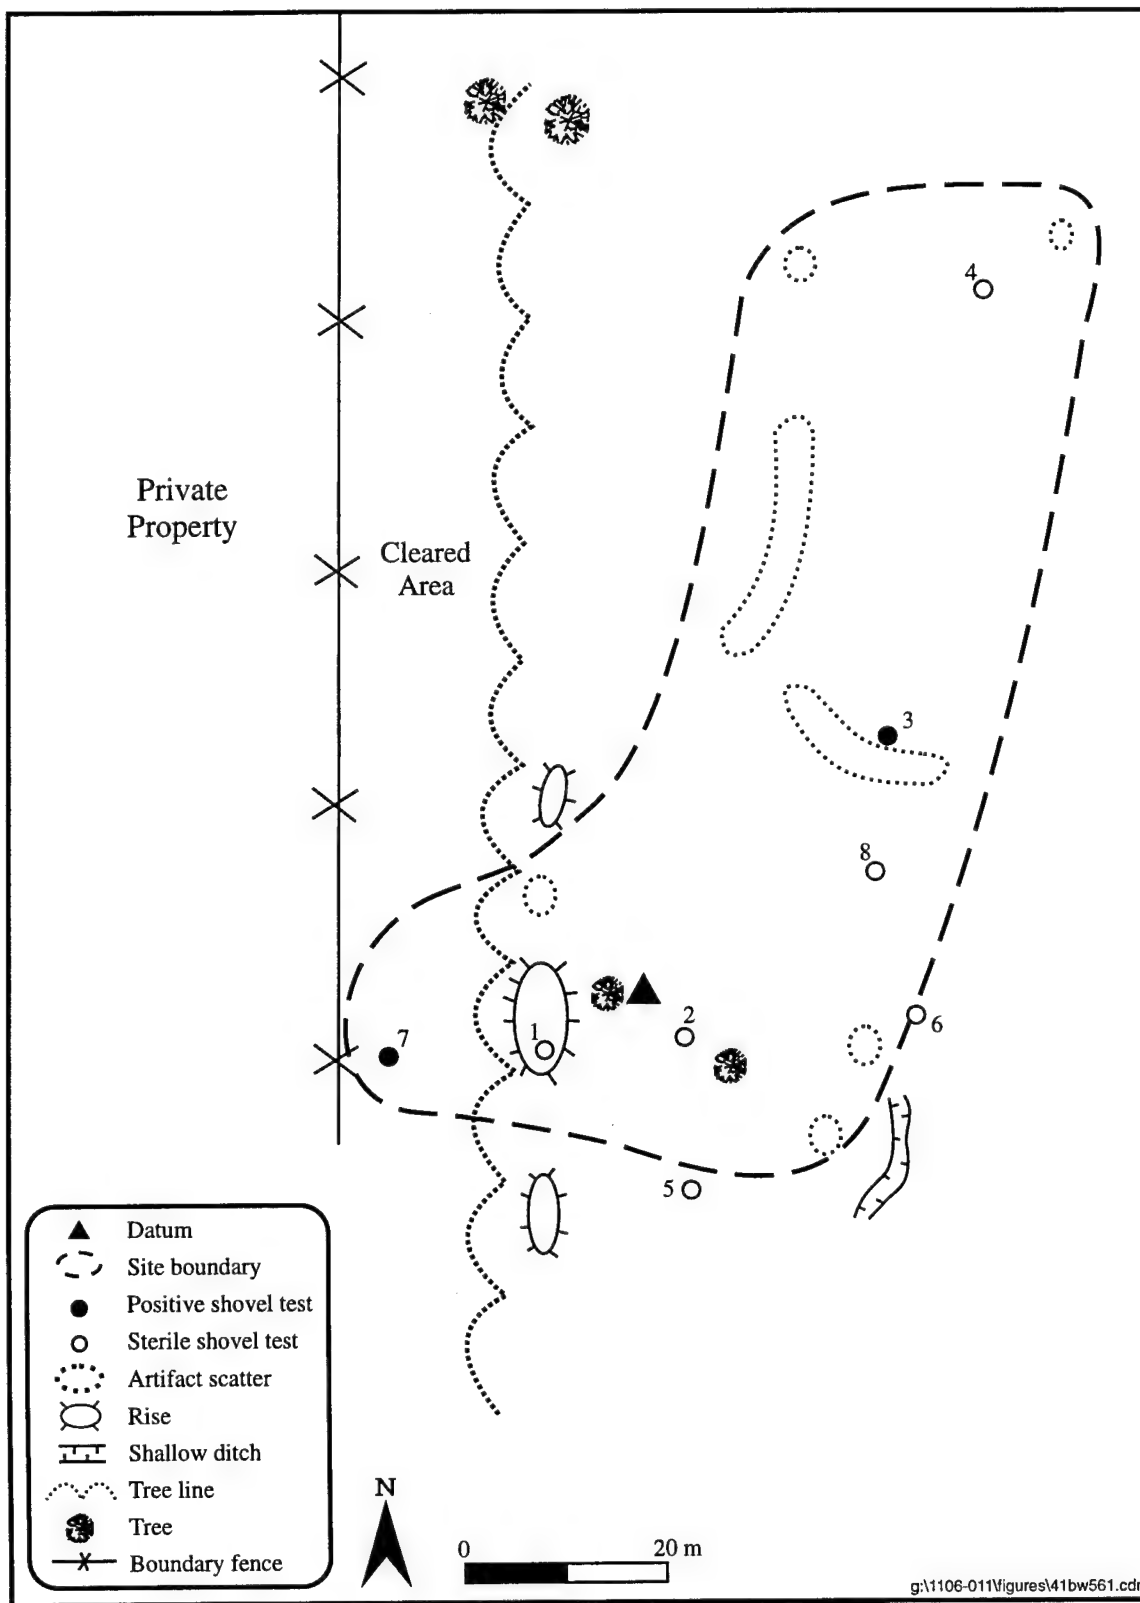 4
Private
Property
Cleared
Area
3
8
2
1
7
6
5
Datum
Site boundary
Positive shovel test
Sterile shovel test
Artifact scatter
Rise
Shallow ditch
Tree line
Tree
Boundary fence
N
0 20 m
g:\1106-011\figures\41bw561.cdr